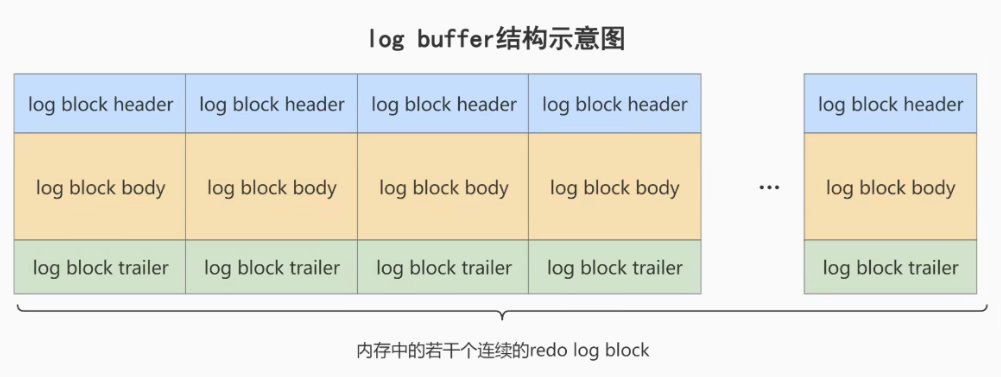 log buffer结构示意图
log block header log block header log block header log block header log block header
log block body log block body log block body log block body ... log block body
log block trailer log block trailer log block trailer log block trailer log block trailer
内存中的若干个连续的redo log block